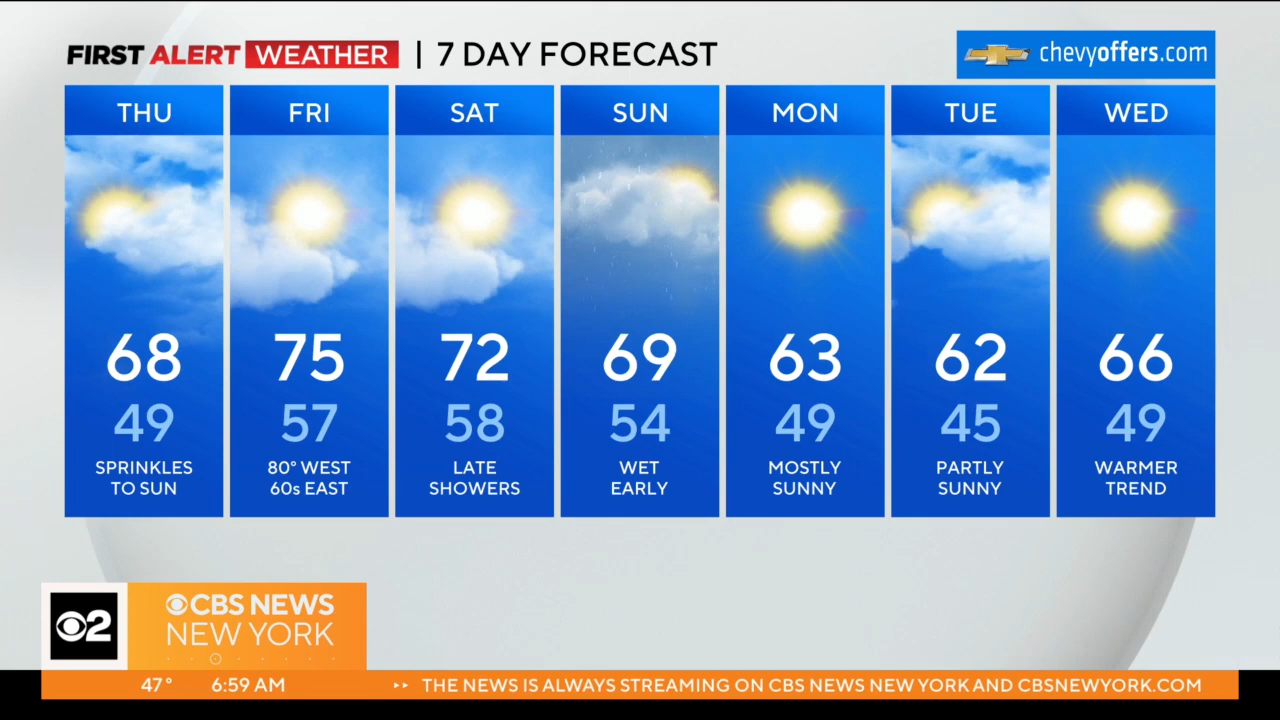 FIRST ALERT WEATHER | 7 DAY FORECAST
chevyoffers.com
THU
68
49
SPRINKLES
TO SUN
FRI
75
57
80° WEST
60s EAST
SAT
72
58
LATE
SHOWERS
SUN
69
54
WET
EARLY
MON
63
49
MOSTLY
SUNNY
TUE
62
45
PARTLY
SUNNY
WED
66
49
WARMER
TREND
2
CBS NEWS
NEW YORK
47° 6:59 AM THE NEWS IS ALWAYS STREAMING ON CBS NEWS NEW YORK AND CBSNEWYORK.COM